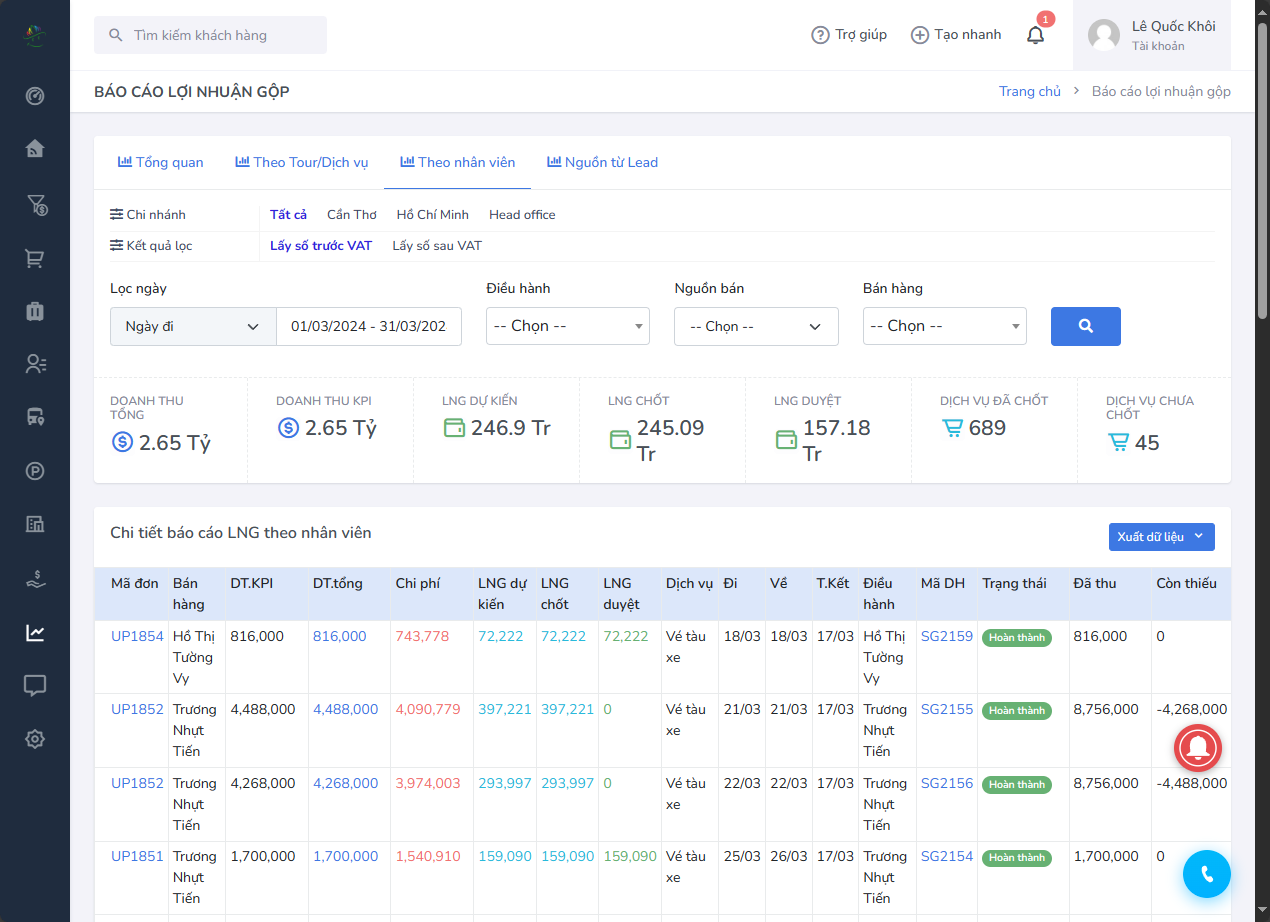 Tìm kiếm khách hàng
Trợ giúp
Tạo nhanh
1
Lê Quốc Khôi
Tài khoản
BÁO CÁO LỢI NHUẬN GỘP
Trang chủ > Báo cáo lợi nhuận gộp
Tổng quan
Theo Tour/Dịch vụ
Theo nhân viên
Nguồn từ Lead
Chi nhánh Tất cả Cần Thơ Hồ Chí Minh Head office
Kết quả lọc Lấy số trước VAT Lấy số sau VAT
Lọc ngày Điều hành Nguồn bán Bán hàng
Ngày đi 01/03/2024 - 31/03/202 -- Chọn -- -- Chọn -- -- Chọn --
DOANH THU TỔNG
2.65 Tỷ
DOANH THU KPI
2.65 Tỷ
LNG DỰ KIẾN
246.9 Tr
LNG CHỐT
245.09 Tr
LNG DUYỆT
157.18 Tr
DỊCH VỤ ĐÃ CHỐT
689
DỊCH VỤ CHƯA CHỐT
45
Chi tiết báo cáo LNG theo nhân viên
Xuất dữ liệu
Mã đơn Bán hàng DT.KPI DT.tổng Chi phí LNG dự kiến LNG chốt LNG duyệt Dịch vụ Đi Về T.Kết Điều hành Mã DH Trạng thái Đã thu Còn thiếu
UP1854 Hồ Thị Tường Vy 816,000 816,000 743,778 72,222 72,222 72,222 Vé tàu xe 18/03 18/03 17/03 Hồ Thị Tường Vy SG2159 Hoàn thành 816,000 0
UP1852 Trương Nhựt Tiến 4,488,000 4,488,000 4,090,779 397,221 397,221 0 Vé tàu xe 21/03 21/03 17/03 Trương Nhựt Tiến SG2155 Hoàn thành 8,756,000 -4,268,000
UP1852 Trương Nhựt Tiến 4,268,000 4,268,000 3,974,003 293,997 293,997 0 Vé tàu xe 22/03 22/03 17/03 Trương Nhựt Tiến SG2156 Hoàn thành 8,756,000 -4,488,000
UP1851 Trương Nhựt Tiến 1,700,000 1,700,000 1,540,910 159,090 159,090 159,090 Vé tàu xe 25/03 26/03 17/03 Trương Nhựt Tiến SG2154 Hoàn thành 1,700,000 0